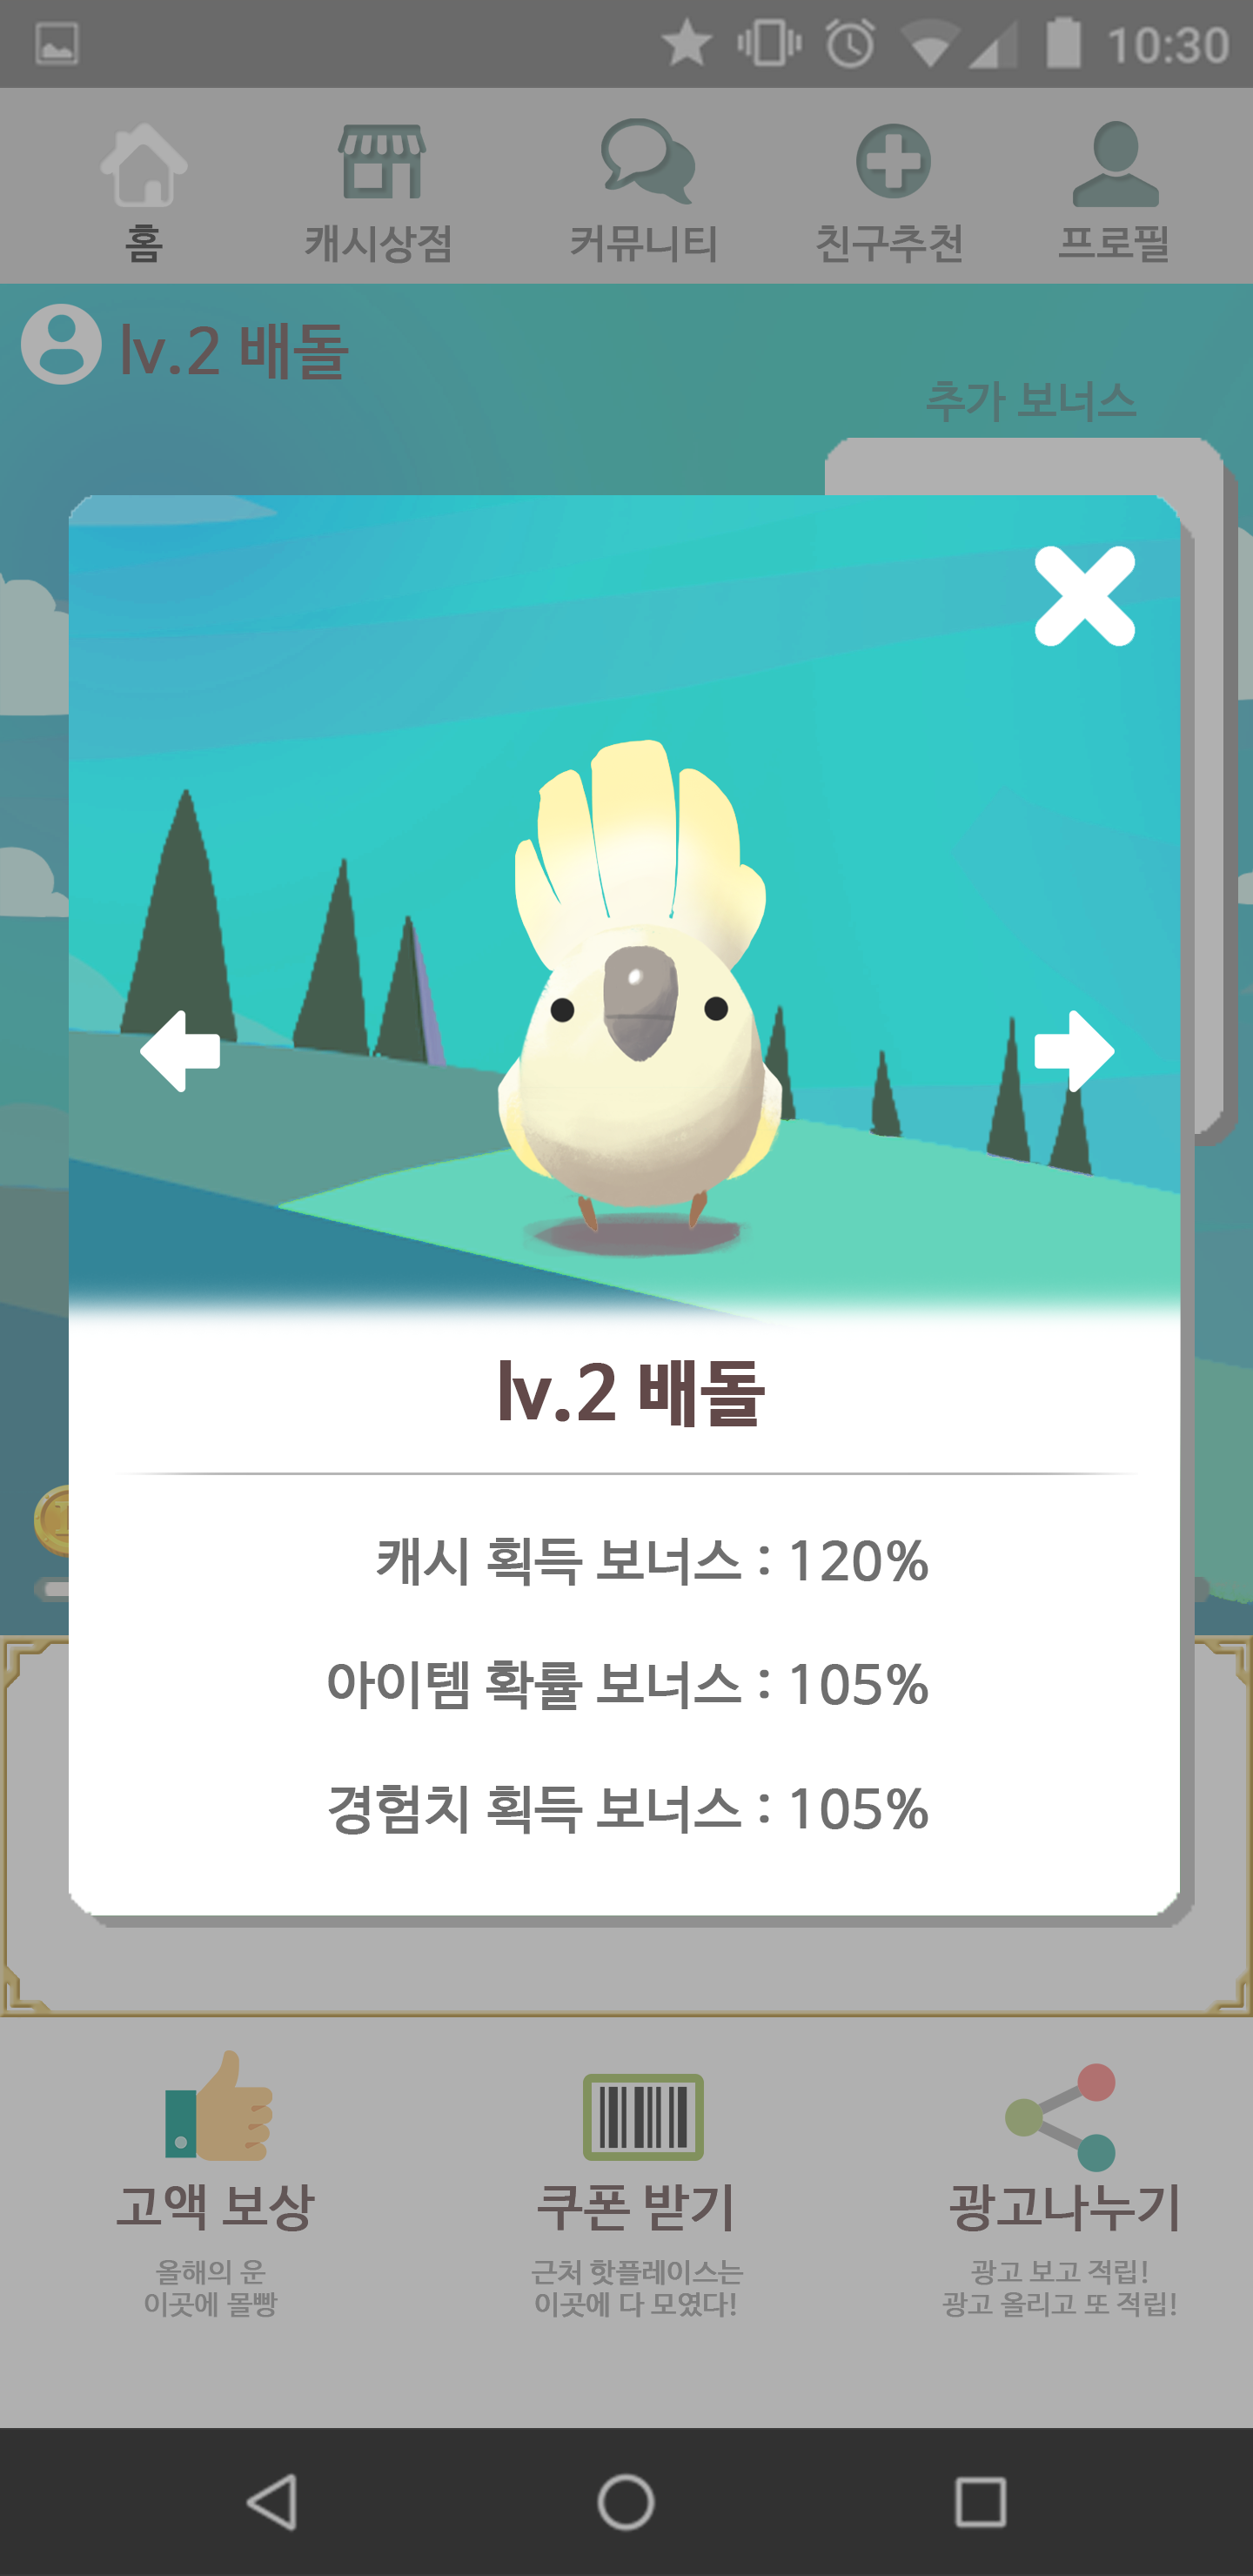 10:30
홈 캐시상점 커뮤니티 친구추천 프로필
lv.2 배돌
추가 보너스
lv.2 배돌
캐시 획득 보너스 : 120%
아이템 확률 보너스 : 105%
경험치 획득 보너스 : 105%
고액 보상 쿠폰 받기 광고나누기
올해의 운 근처 핫플레이스는 광고 보고 적립!
이곳에 몰빵 이곳에 다 모였다! 광고 올리고 또 적립!